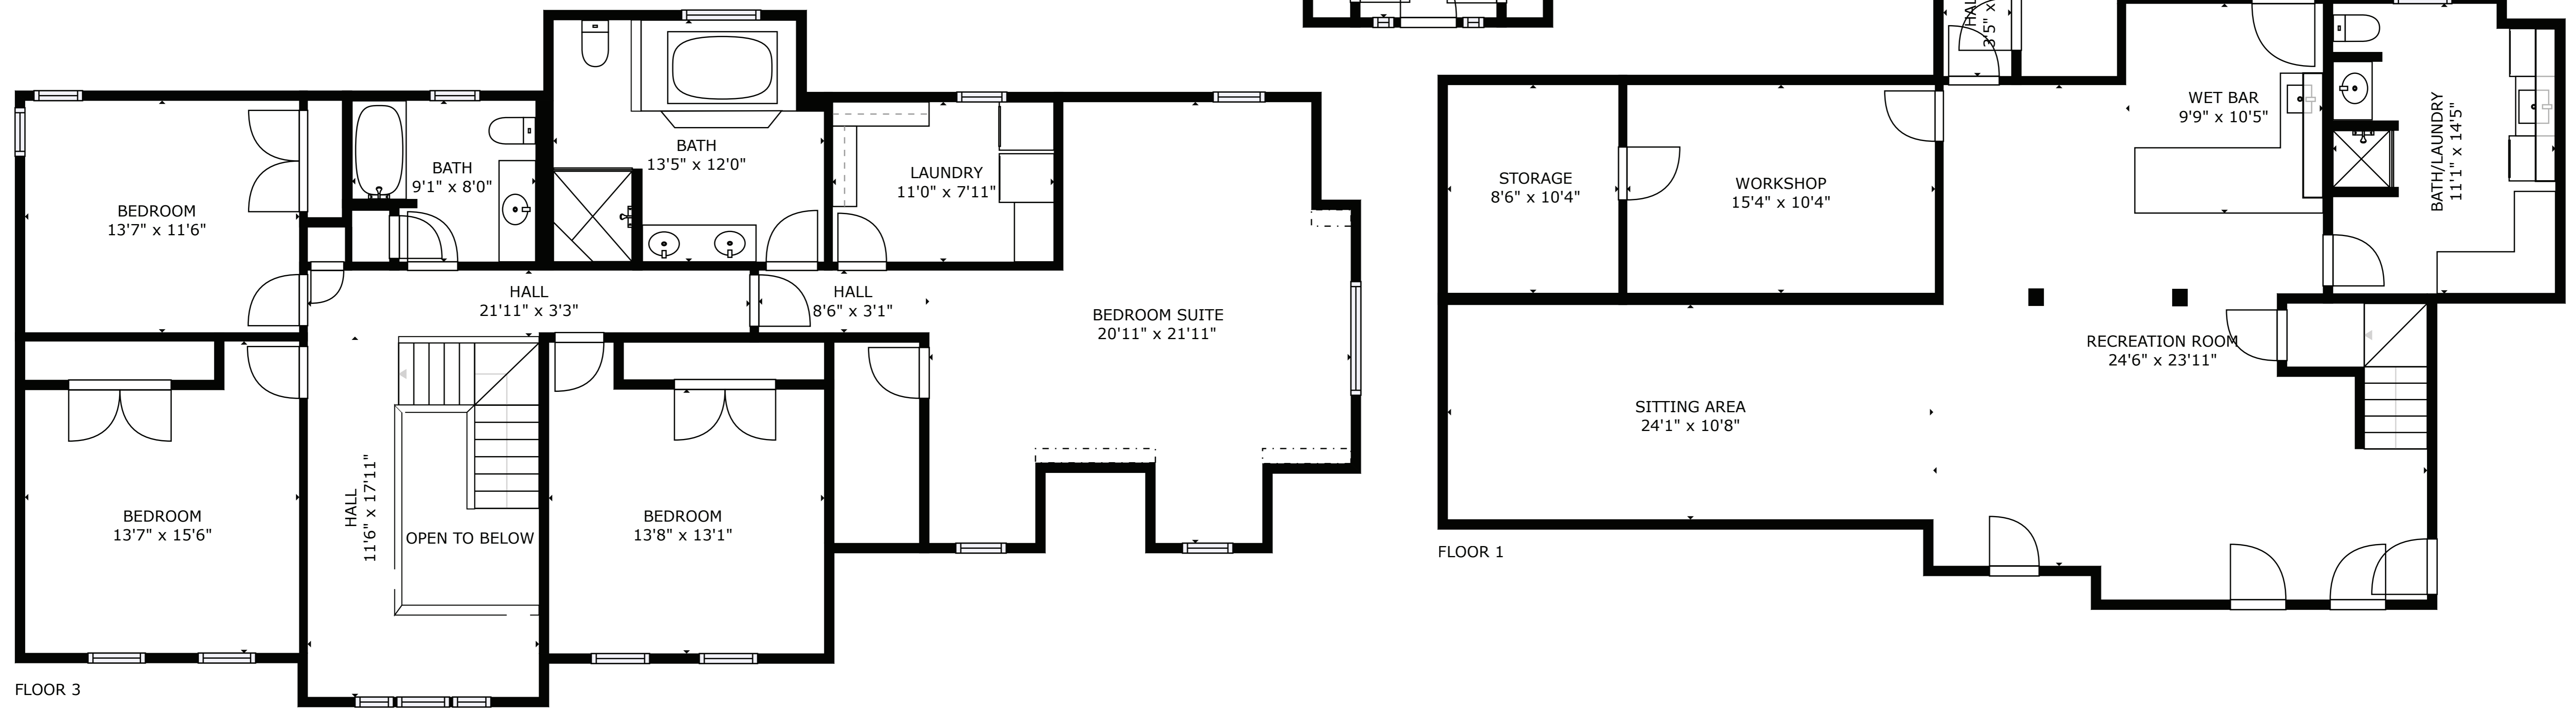 BATH
13'5" x 12'0"
BATH
9'1" x 8'0"
LAUNDRY
11'0" x 7'11"
BEDROOM
13'7" x 11'6"
HALL
21'11" x 3'3"
HALL
8'6" x 3'1"
BEDROOM SUITE
20'11" x 21'11"
BEDROOM
13'7" x 15'6"
HALL
11'6" x 17'11"
OPEN TO BELOW
BEDROOM
13'8" x 13'1"
FLOOR 3
WET BAR
9'9" x 10'5"
BATH/LAUNDRY
11'1" x 14'5"
STORAGE
8'6" x 10'4"
WORKSHOP
15'4" x 10'4"
RECREATION ROOM
24'6" x 23'11"
SITTING AREA
24'1" x 10'8"
FLOOR 1